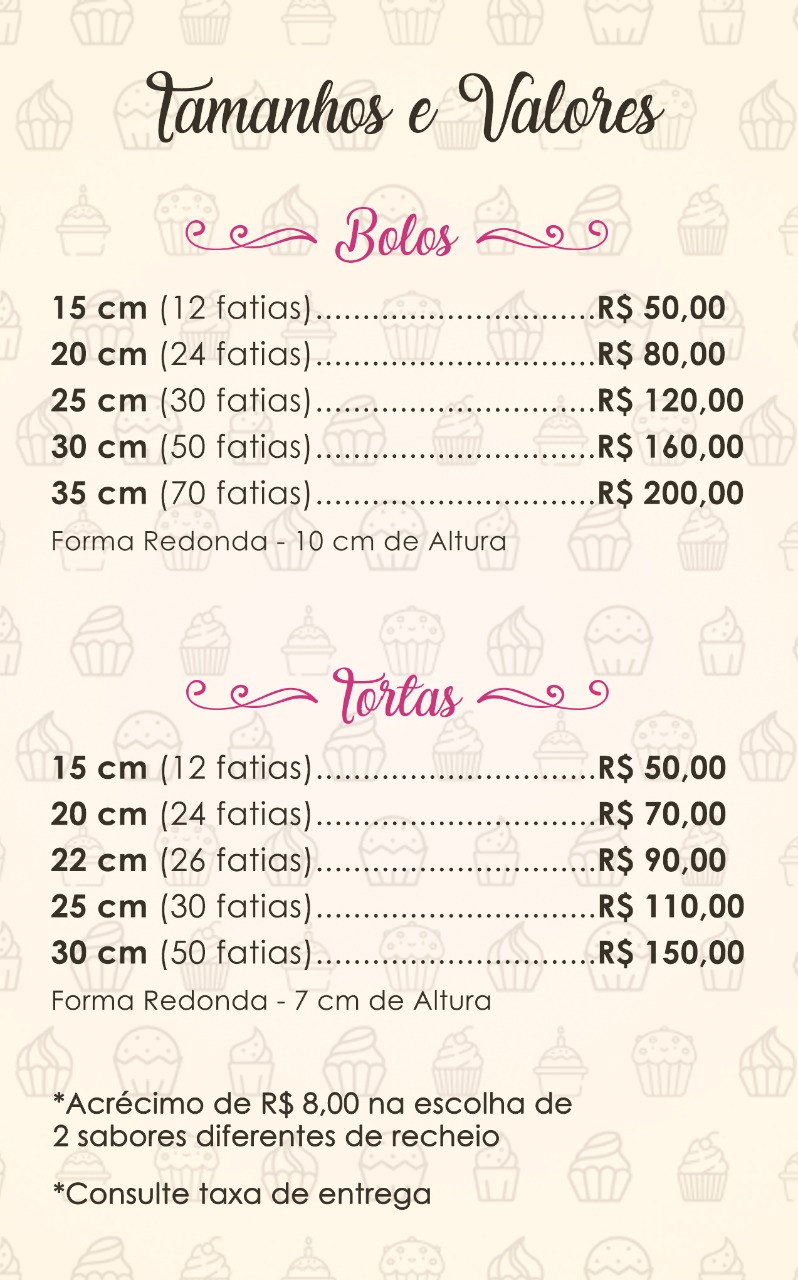 Tamanhos e Valores
Bolos
15 cm (12 fatias)..............................R$ 50,00
20 cm (24 fatias)..............................R$ 80,00
25 cm (30 fatias)..............................R$ 120,00
30 cm (50 fatias)..............................R$ 160,00
35 cm (70 fatias)..............................R$ 200,00
Forma Redonda - 10 cm de Altura
Tortas
15 cm (12 fatias)..............................R$ 50,00
20 cm (24 fatias)..............................R$ 70,00
22 cm (26 fatias)..............................R$ 90,00
25 cm (30 fatias)..............................R$ 110,00
30 cm (50 fatias)..............................R$ 150,00
Forma Redonda - 7 cm de Altura
*Acrécimo de R$ 8,00 na escolha de
2 sabores diferentes de recheio
*Consulte taxa de entrega